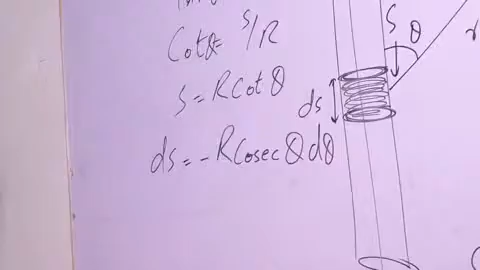 Cotθ = S/R
S = R Cot θ
ds = - R Cosec θ dθ
S
θ
ds